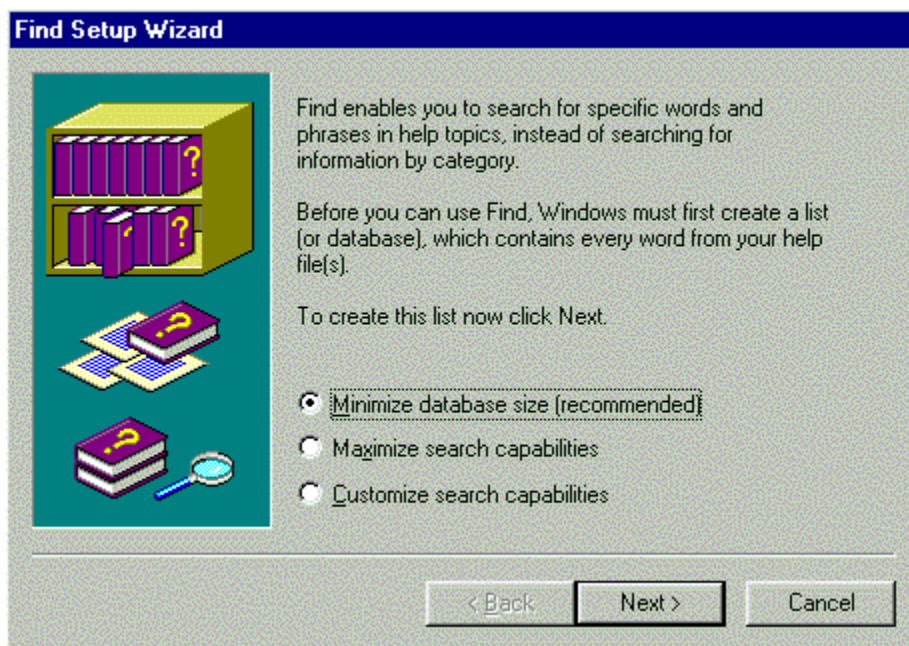 Find Setup Wizard
Find enables you to search for specific words and
phrases in help topics, instead of searching for
information by category.
Before you can use Find, Windows must first create a list
(or database), which contains every word from your help
file(s).
To create this list now click Next.
Minimize database size (recommended)
Maximize search capabilities
Customize search capabilities
< Back
Next >
Cancel